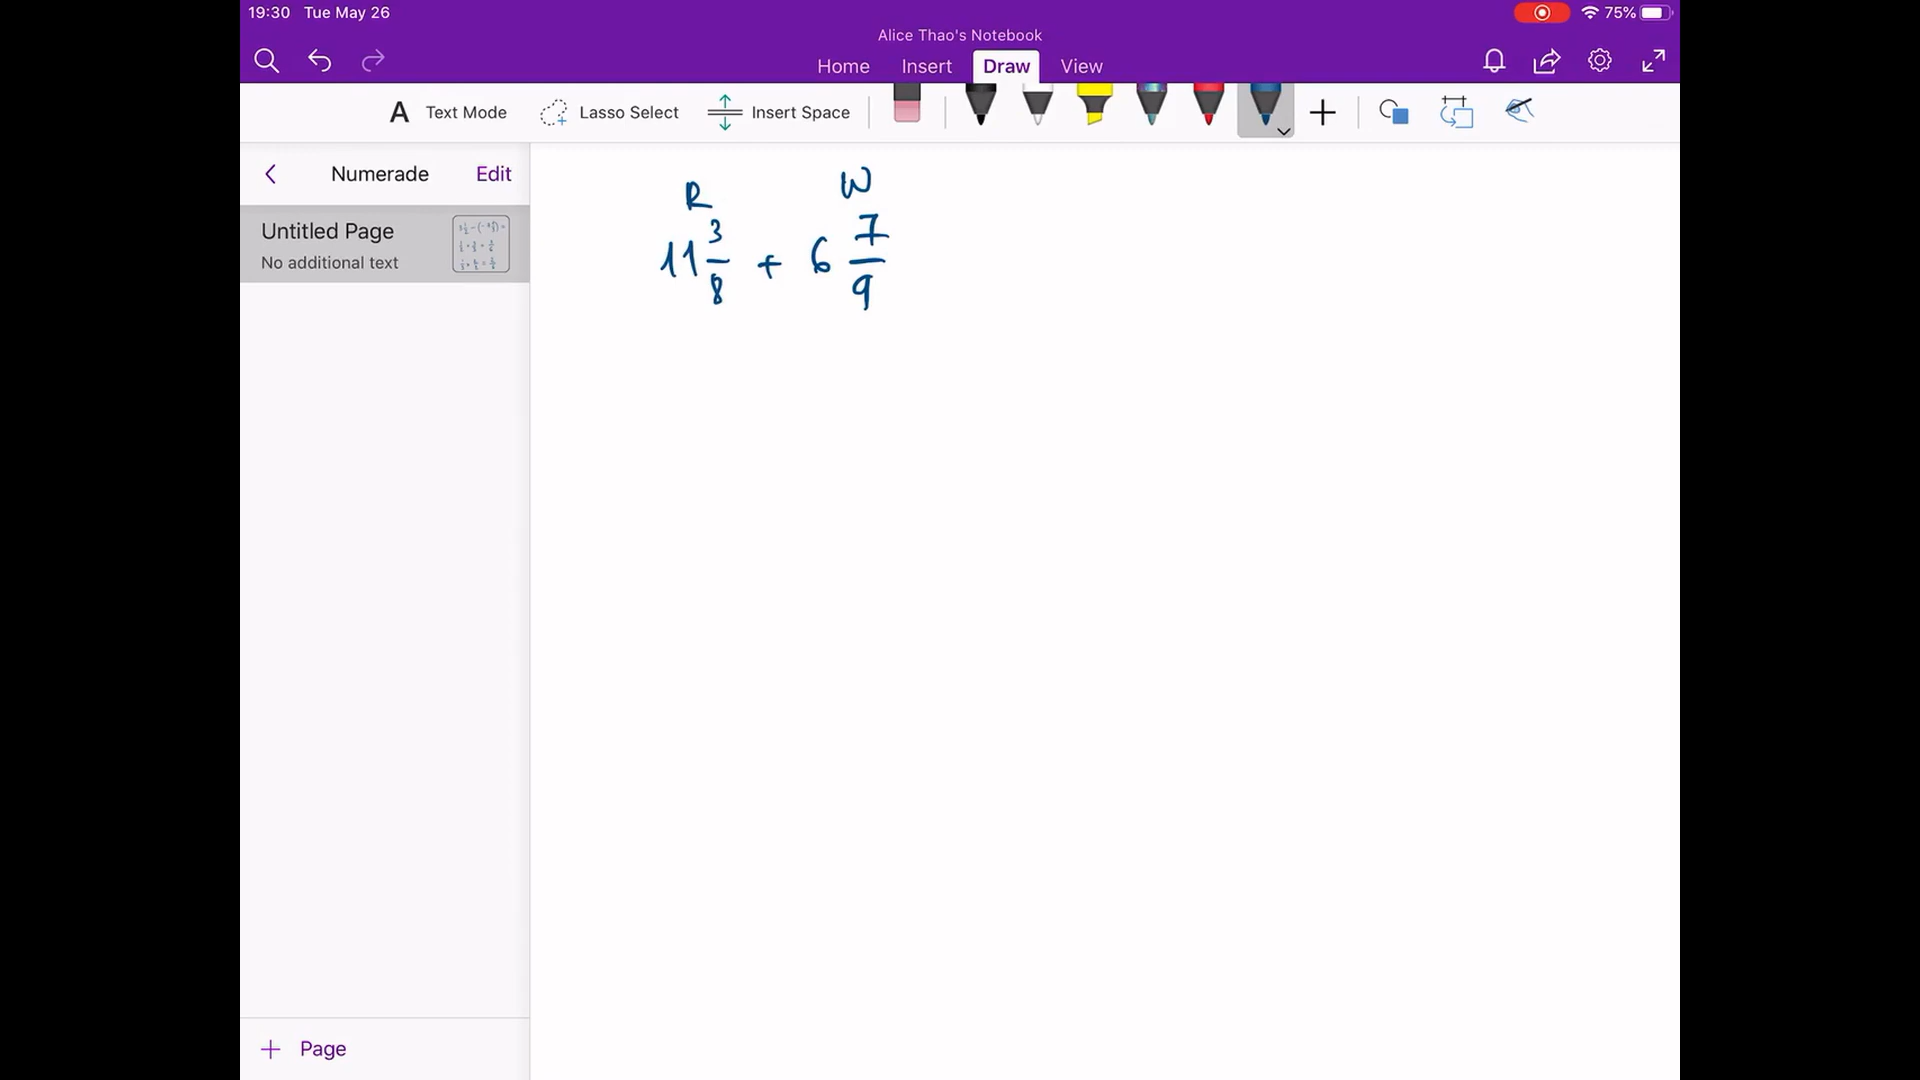 19:30 Tue May 26
75%
Alice Thao's Notebook
Home Insert Draw View
A Text Mode Lasso Select Insert Space
Numerade Edit
Untitled Page
No additional text
R W
11 3/8 + 6 7/9
+ Page